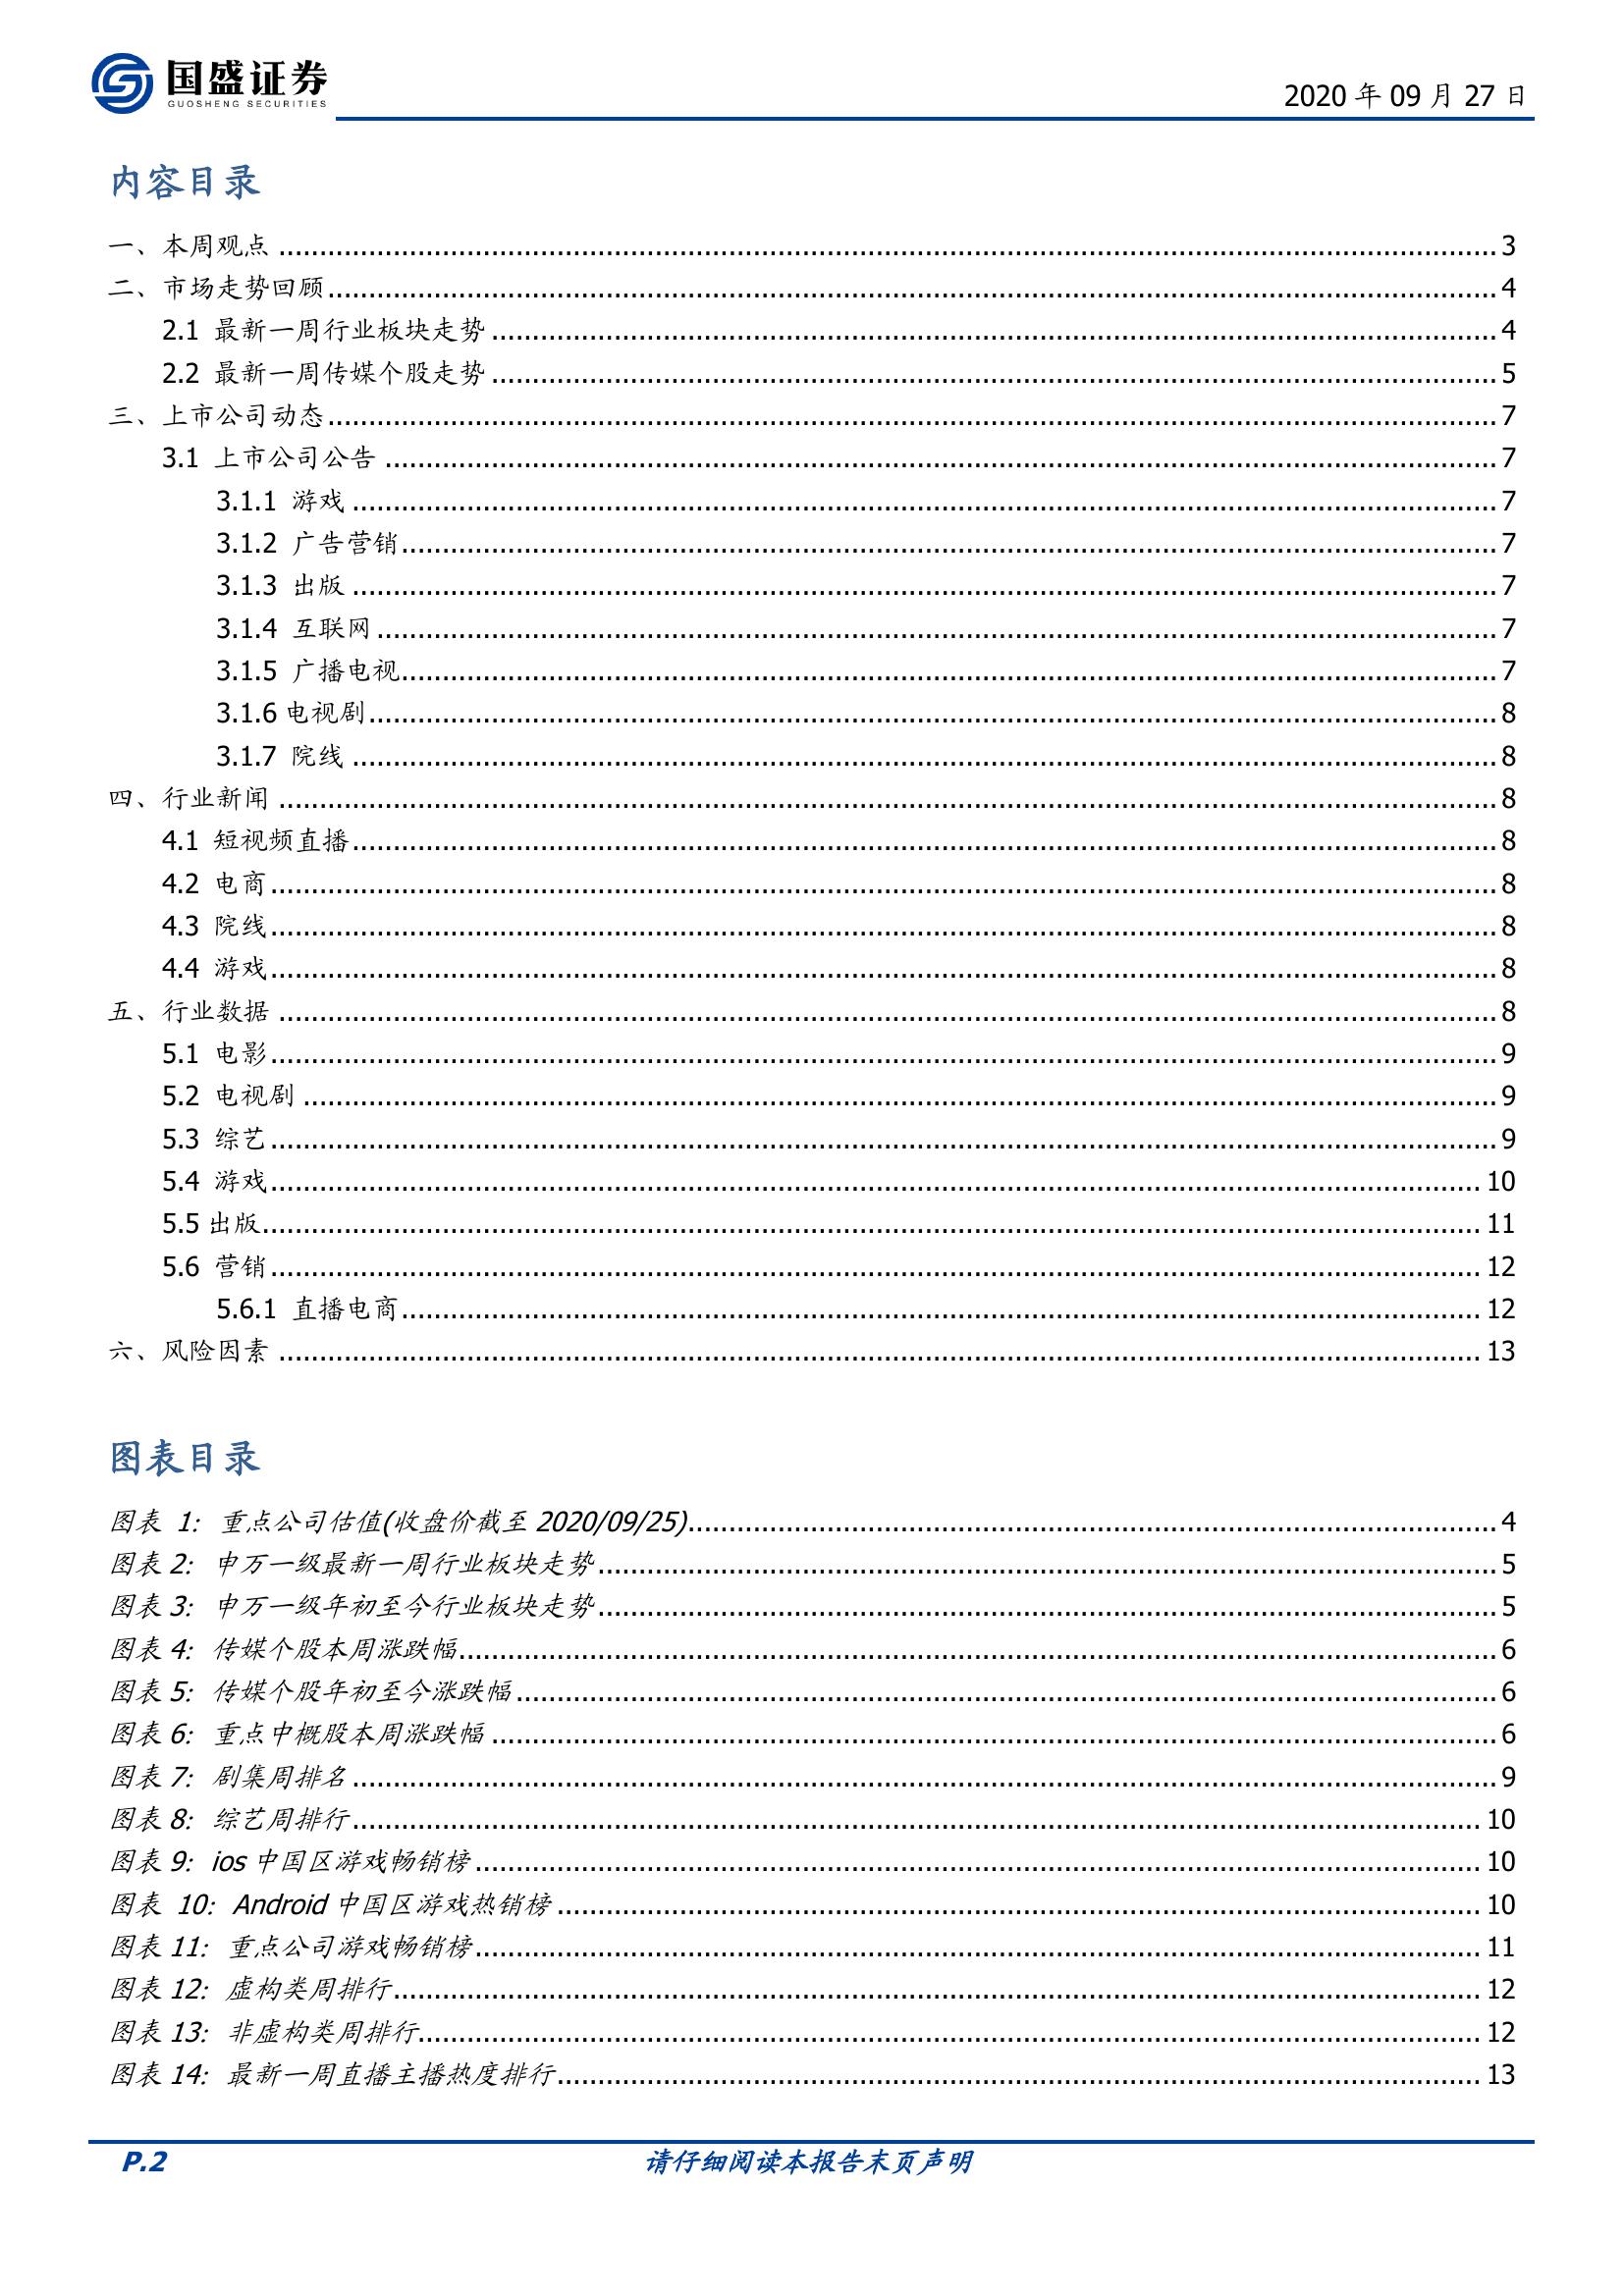 国盛证券
GUOSHENG SECURITIES
2020 年 09 月 27 日
内容目录
一、本周观点 ........ 3
二、市场走势回顾 ........ 4
2.1 最新一周行业板块走势 ........ 4
2.2 最新一周传媒个股走势 ........ 5
三、上市公司动态 ........ 7
3.1 上市公司公告 ........ 7
3.1.1 游戏 ........ 7
3.1.2 广告营销 ........ 7
3.1.3 出版 ........ 7
3.1.4 互联网 ........ 7
3.1.5 广播电视 ........ 7
3.1.6 电视剧 ........ 8
3.1.7 院线 ........ 8
四、行业新闻 ........ 8
4.1 短视频直播 ........ 8
4.2 电商 ........ 8
4.3 院线 ........ 8
4.4 游戏 ........ 8
五、行业数据 ........ 8
5.1 电影 ........ 9
5.2 电视剧 ........ 9
5.3 综艺 ........ 9
5.4 游戏 ........ 10
5.5 出版 ........ 11
5.6 营销 ........ 12
5.6.1 直播电商 ........ 12
六、风险因素 ........ 13
图表目录
图表 1: 重点公司估值(收盘价截至 2020/09/25) ........ 4
图表 2: 申万一级最新一周行业板块走势 ........ 5
图表 3: 申万一级年初至今行业板块走势 ........ 5
图表 4: 传媒个股本周涨跌幅 ........ 6
图表 5: 传媒个股年初至今涨跌幅 ........ 6
图表 6: 重点中概股本周涨跌幅 ........ 6
图表 7: 剧集周排名 ........ 9
图表 8: 综艺周排行 ........ 10
图表 9: ios 中国区游戏畅销榜 ........ 10
图表 10: Android 中国区游戏热销榜 ........ 10
图表 11: 重点公司游戏畅销榜 ........ 11
图表 12: 虚构类周排行 ........ 12
图表 13: 非虚构类周排行 ........ 12
图表 14: 最新一周直播主播热度排行 ........ 13
P.2 请仔细阅读本报告末页声明